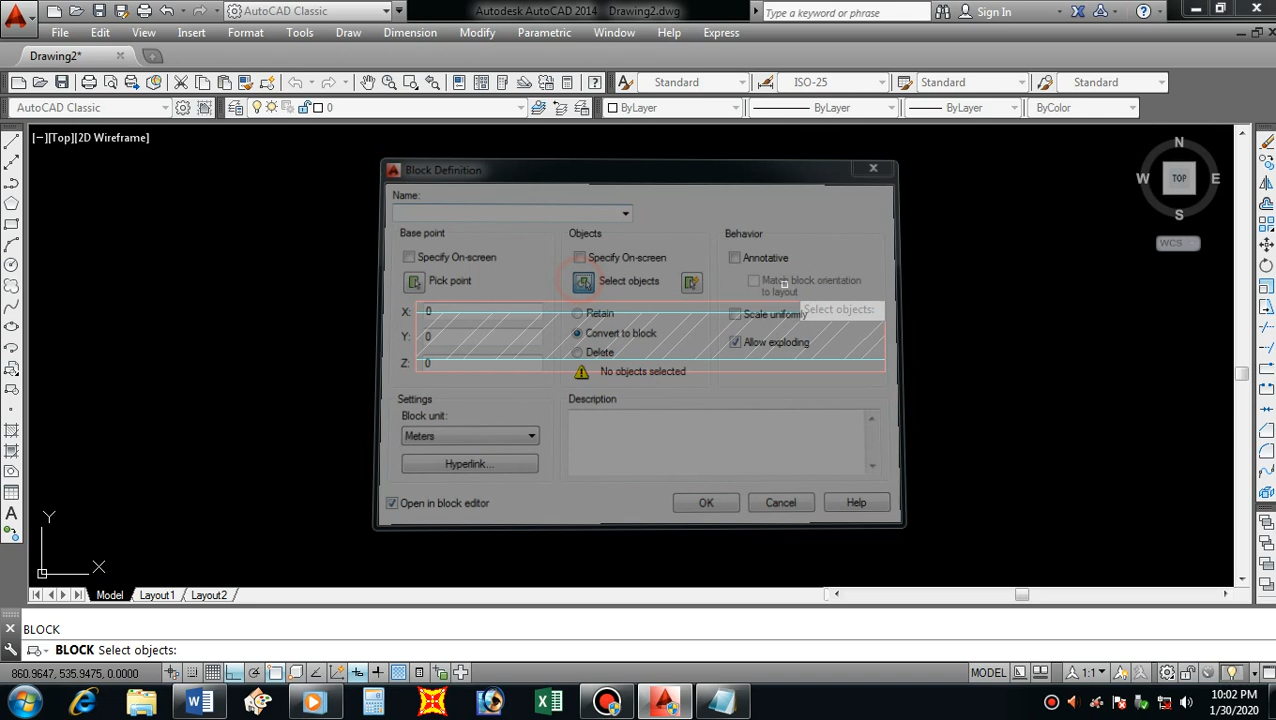 AutoCAD Classic
Autodesk AutoCAD 2014 Drawing2.dwg
Type a keyword or phrase
Sign In
File Edit View Insert Format Tools Draw Dimension Modify Parametric Window Help Express
Drawing2*
Standard ISO-25 Standard Standard
AutoCAD Classic 0 ByLayer ByLayer ByLayer ByColor
[−][Top][2D Wireframe]
N
W TOP E
S
WCS
Block Definition
Name:
Base point Objects Behavior
Specify On-screen Specify On-screen Annotative
Pick point Select objects Match block orientation
to layout
X: 0 Retain Scale uniformly Select objects:
Y: 0 Convert to block Allow exploding
Z: 0 Delete
No objects selected
Settings Description
Block unit:
Meters
Hyperlink...
Open in block editor OK Cancel Help
Y
X
Model Layout1 Layout2
BLOCK
BLOCK Select objects:
860.9647, 535.9475, 0.0000 MODEL 1:1
10:02 PM
1/30/2020